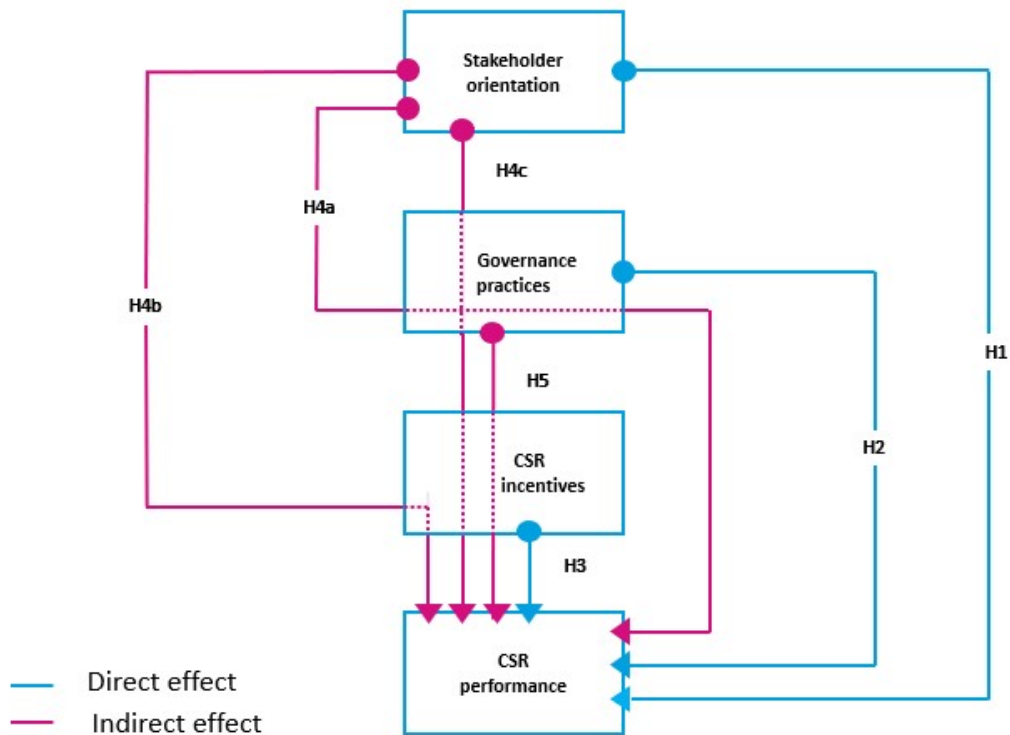 Stakeholder
orientation
H4c
H4a
Governance
practices
H4b
H1
H5
H2
CSR
incentives
H3
CSR
performance
Direct effect
Indirect effect